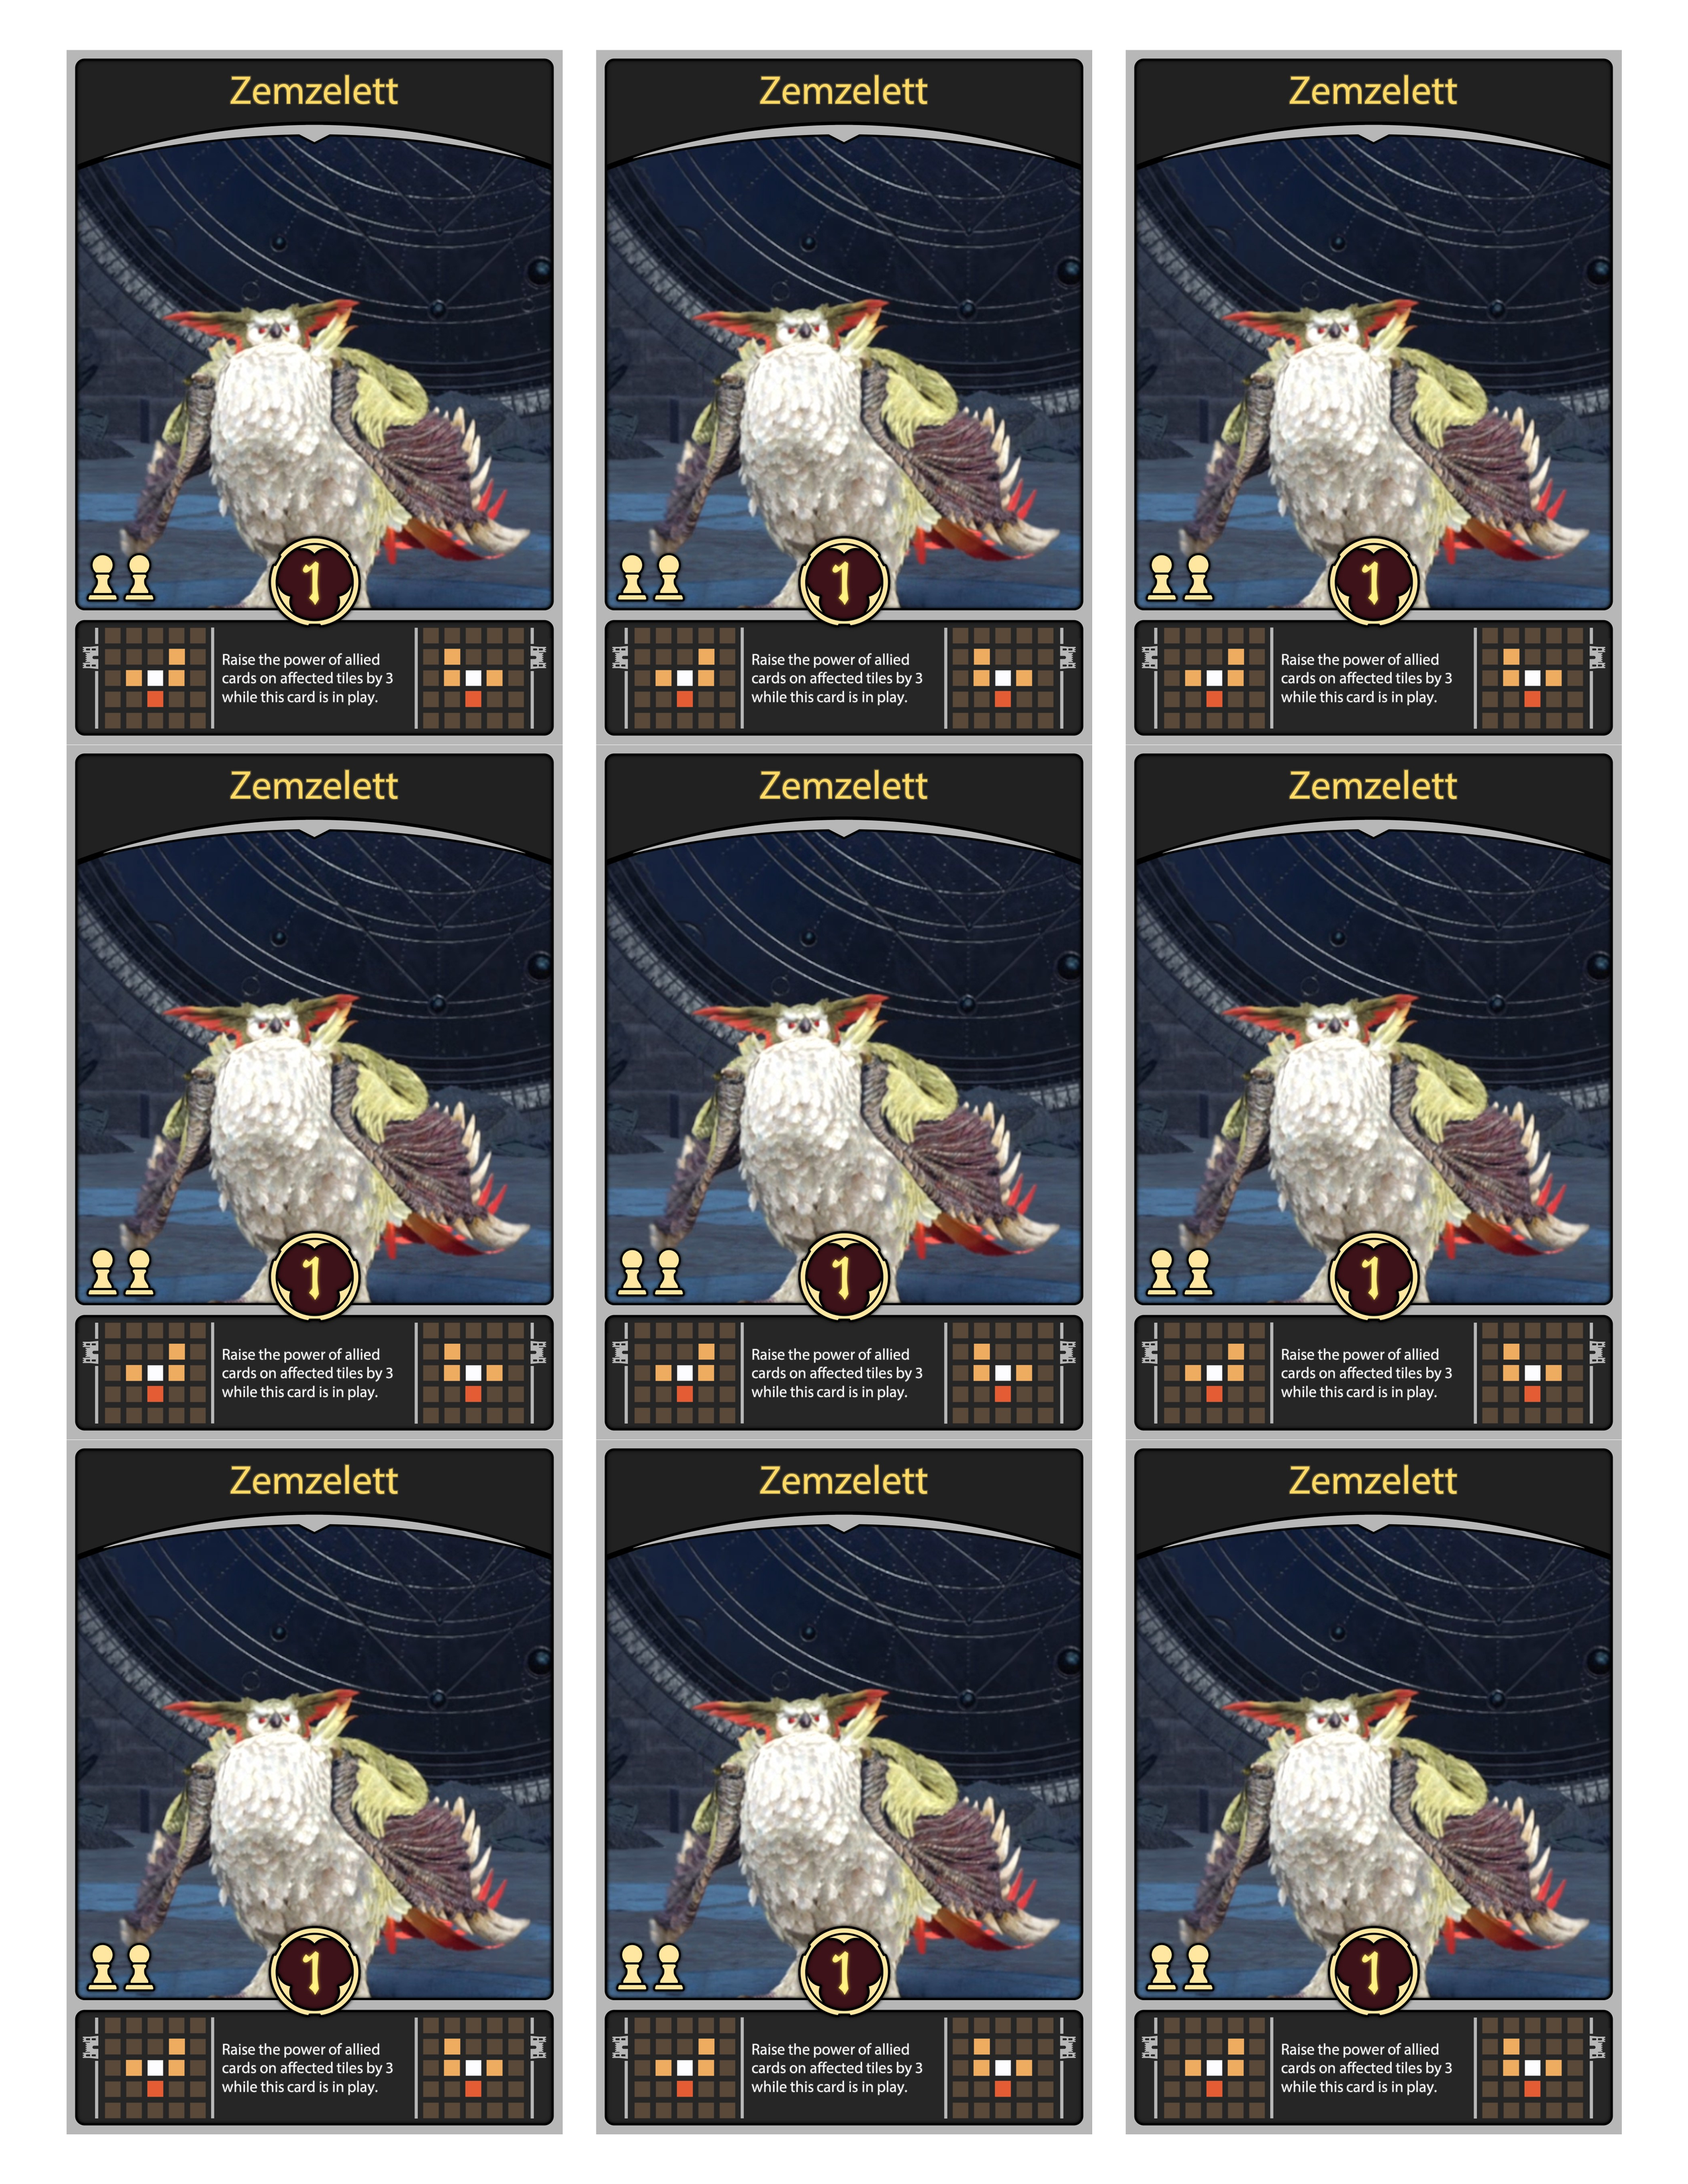 Zemzelett
Zemzelett
Zemzelett
1
1
1
Raise the power of allied
cards on affected tiles by 3
while this card is in play.
Raise the power of allied
cards on affected tiles by 3
while this card is in play.
Raise the power of allied
cards on affected tiles by 3
while this card is in play.
Zemzelett
Zemzelett
Zemzelett
1
1
1
Raise the power of allied
cards on affected tiles by 3
while this card is in play.
Raise the power of allied
cards on affected tiles by 3
while this card is in play.
Raise the power of allied
cards on affected tiles by 3
while this card is in play.
Zemzelett
Zemzelett
Zemzelett
1
1
1
Raise the power of allied
cards on affected tiles by 3
while this card is in play.
Raise the power of allied
cards on affected tiles by 3
while this card is in play.
Raise the power of allied
cards on affected tiles by 3
while this card is in play.